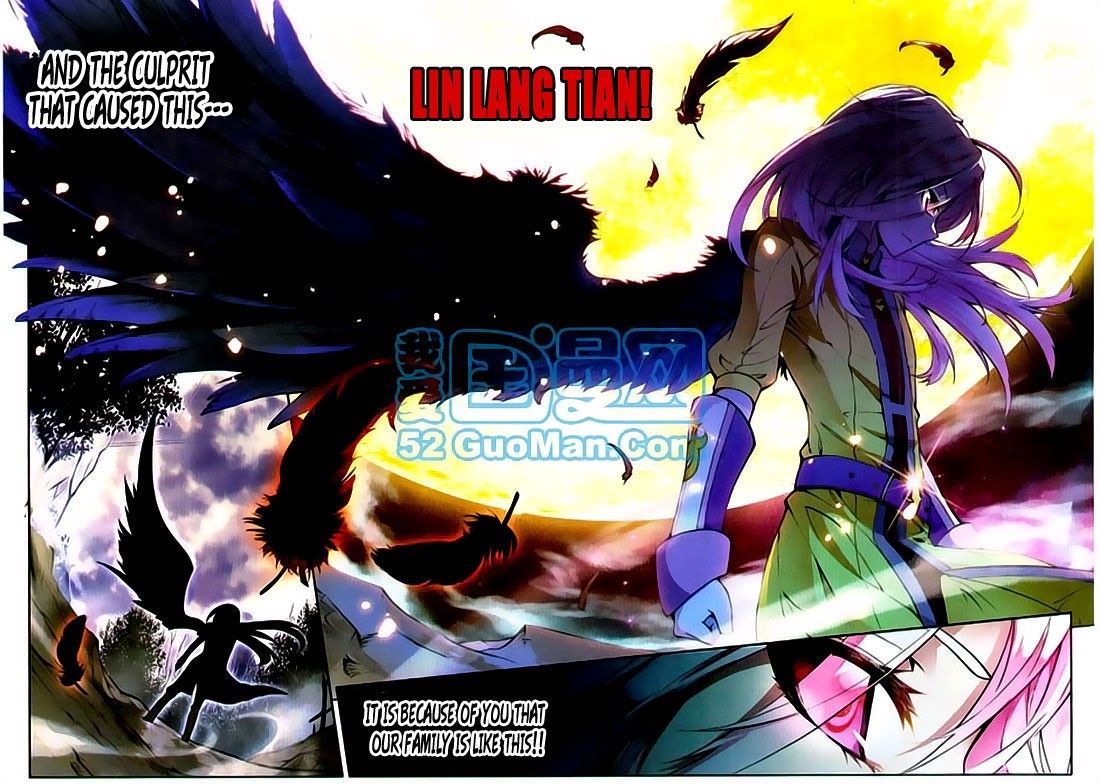 AND THE CULPRIT
THAT CAUSED THIS...
LIN LANG TIAN!
我爱国漫网
52 GuoMan.Com
IT IS BECAUSE OF YOU THAT
OUR FAMILY IS LIKE THIS!!